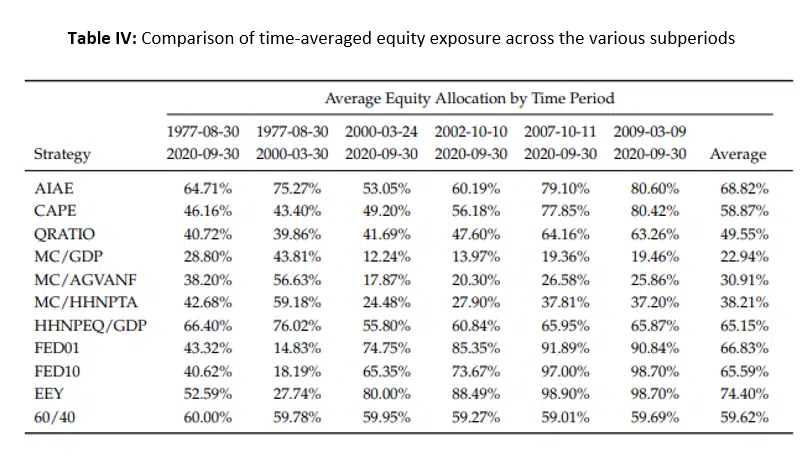 Table IV: Comparison of time-averaged equity exposure across the various subperiods
Average Equity Allocation by Time Period
1977-08-30 1977-08-30 2000-03-24 2002-10-10 2007-10-11 2009-03-09
Strategy 2020-09-30 2000-03-30 2020-09-30 2020-09-30 2020-09-30 2020-09-30 Average
AIAE 64.71% 75.27% 53.05% 60.19% 79.10% 80.60% 68.82%
CAPE 46.16% 43.40% 49.20% 56.18% 77.85% 80.42% 58.87%
QRATIO 40.72% 39.86% 41.69% 47.60% 64.16% 63.26% 49.55%
MC/GDP 28.80% 43.81% 12.24% 13.97% 19.36% 19.46% 22.94%
MC/AGVANF 38.20% 56.63% 17.87% 20.30% 26.58% 25.86% 30.91%
MC/HHNPTA 42.68% 59.18% 24.48% 27.90% 37.81% 37.20% 38.21%
HHNPEQ/GDP 66.40% 76.02% 55.80% 60.84% 65.95% 65.87% 65.15%
FED01 43.32% 14.83% 74.75% 85.35% 91.89% 90.84% 66.83%
FED10 40.62% 18.19% 65.35% 73.67% 97.00% 98.70% 65.59%
EEY 52.59% 27.74% 80.00% 88.49% 98.90% 98.70% 74.40%
60/40 60.00% 59.78% 59.95% 59.27% 59.01% 59.69% 59.62%